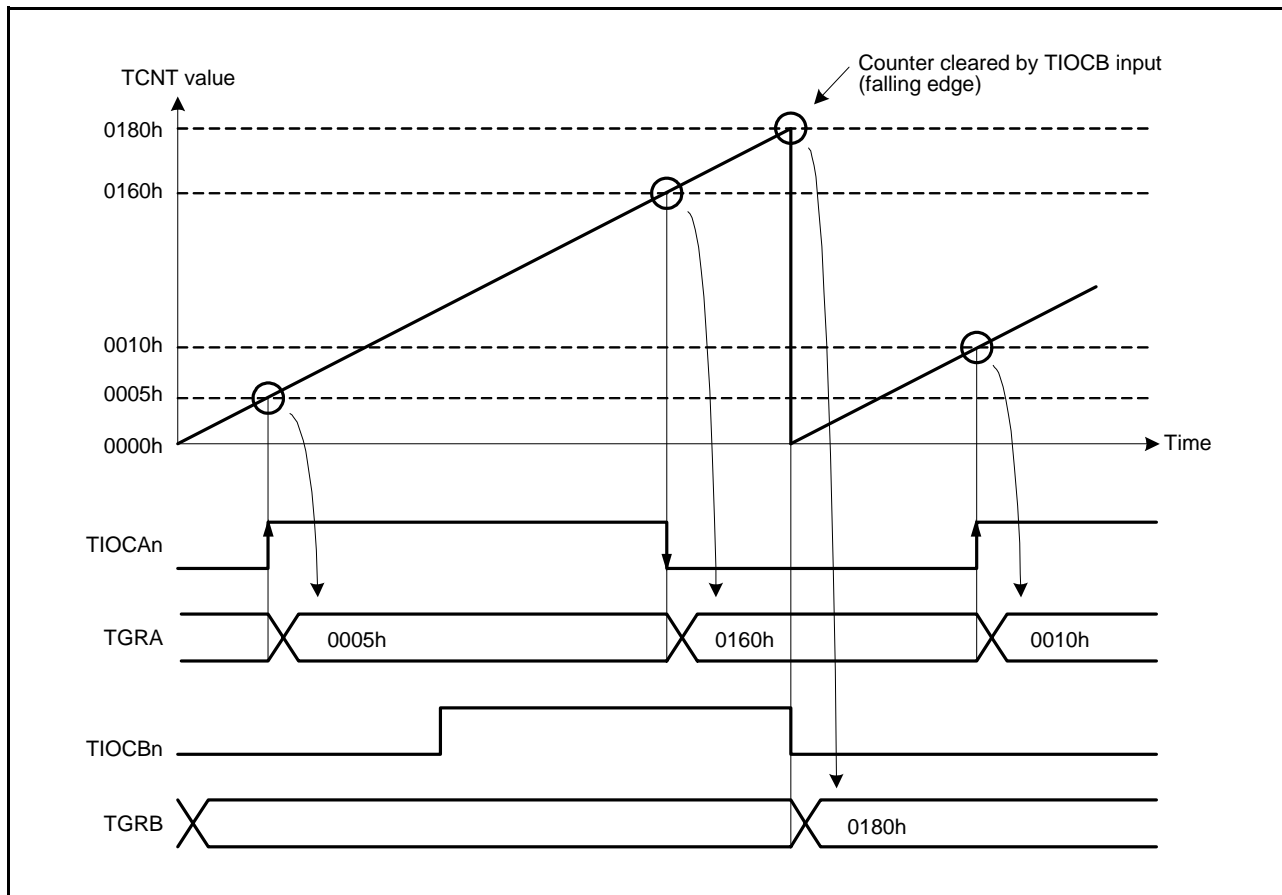 Counter cleared by TIOCB input
(falling edge)
TCNT value
0180h
0160h
0010h
0005h
0000h
Time
TIOCAn
TGRA
0005h
0160h
0010h
TIOCBn
TGRB
0180h